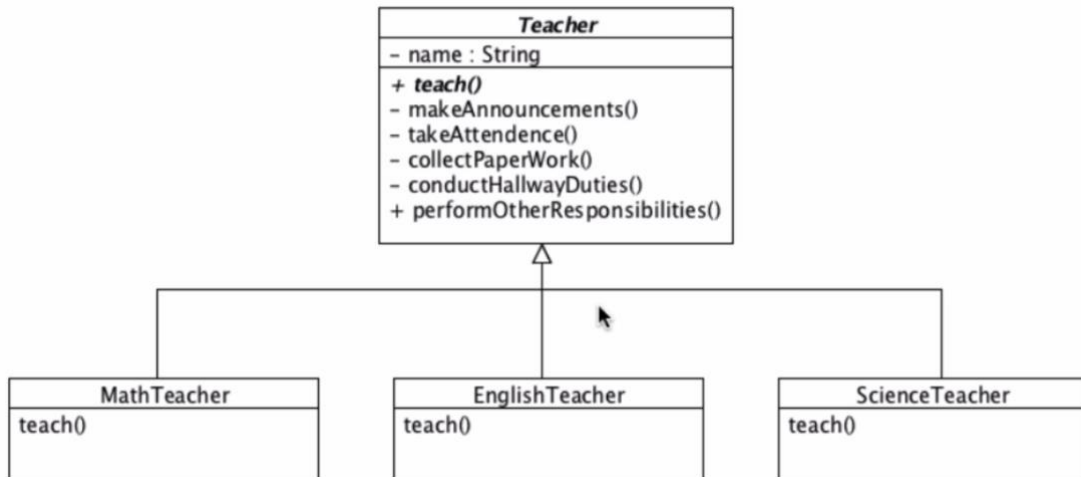 Teacher
- name : String
+ teach()
- makeAnnouncements()
- takeAttendence()
- collectPaperWork()
- conductHallwayDuties()
+ performOtherResponsibilities()
MathTeacher
teach()
EnglishTeacher
teach()
ScienceTeacher
teach()